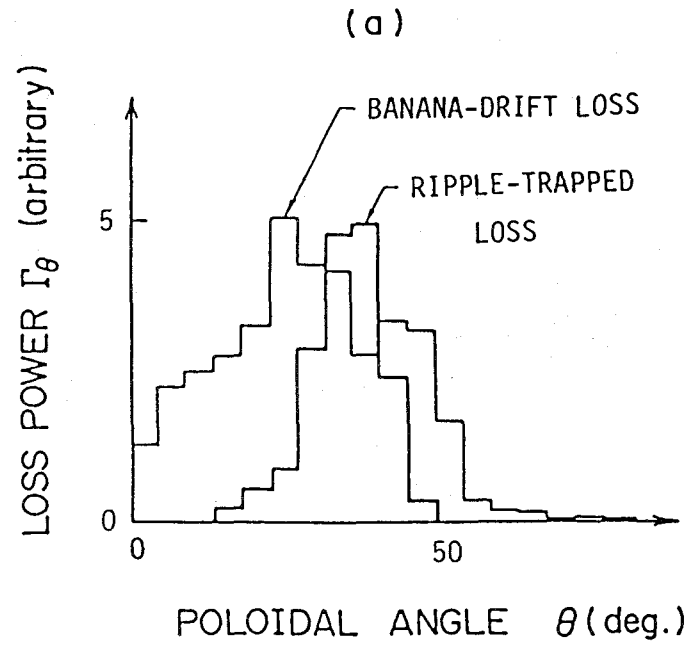 (a)
LOSS POWER Γθ (arbitrary)
BANANA-DRIFT LOSS
RIPPLE-TRAPPED
LOSS
5
0
0
50
POLOIDAL ANGLE θ(deg.)